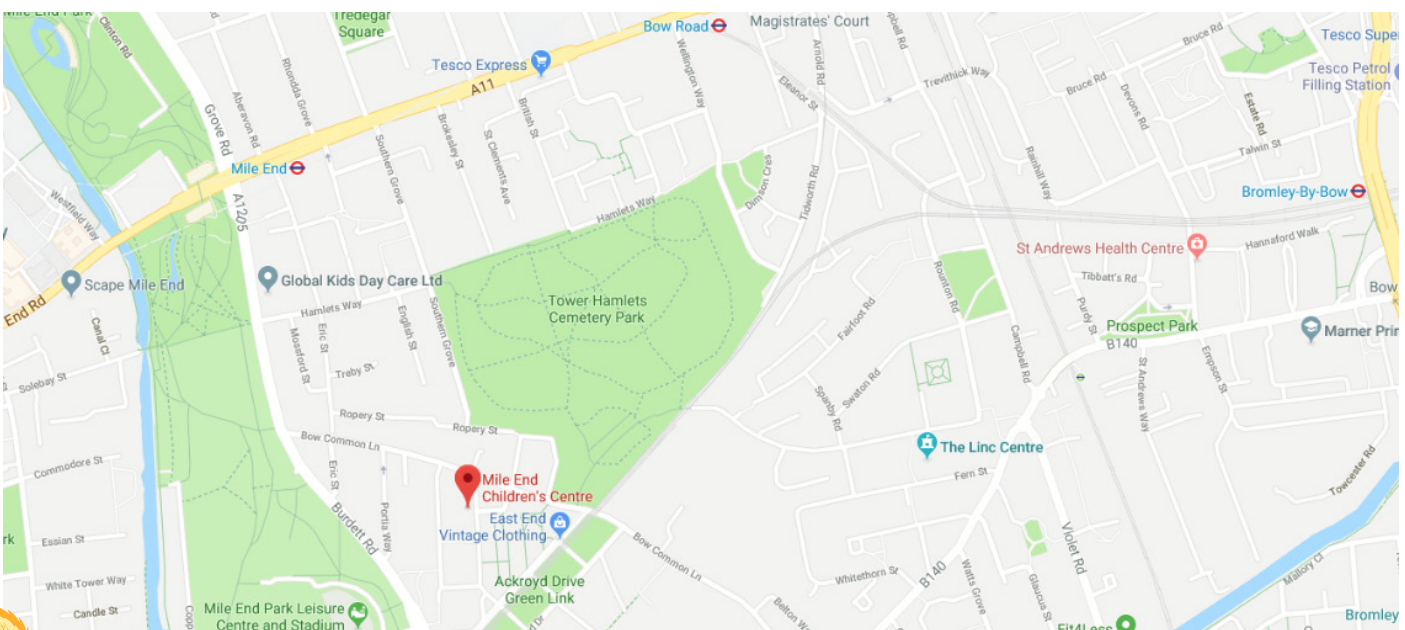 Mile End Park
Clinton Rd
Tredegar
Square
Bow Road
Magistrates' Court
Bruce Rd
Tesco Express
A11
Rhondda Grove
Aberavon Rd
Grove Rd
Mile End
Southern Grove
Brokesley St
British St
St Clements Ave
Wellington Way
Arnold Rd
Eleanor St
Trevithick Way
Bruce Rd
Devons Rd
Tesco Petrol
Filling Station
Estate Rd
Talwin St
Rainhill Way
Bromley-By-Bow
Westfield Way
A1205
Hamlets Way
Dimson Cres
Tidworth Rd
St Andrews Health Centre
Hannaford Walk
Scape Mile End
Global Kids Day Care Ltd
Tibbatt's Rd
Bow
End Rd
Canal Cl
Hamlets Way
Tower Hamlets
Cemetery Park
Rounton Rd
Fairfoot Rd
Purdy St
Prospect Park
B140
Marner Prim
Mossford St
Eric St
English St
Southern Grove
Campbell Rd
Solebay St
Treby St
Spanby Rd
Swaton Rd
St Andrews Way
Empson St
Ropery St
Ropery St
Bow Common Ln
The Linc Centre
Commodore St
Eric St
Fern St
Towcester Rd
Mile End
Children's Centre
East End
Vintage Clothing
Portia Way
Burdett Rd
Essian St
Bow Common Ln
Violet Rd
White Tower Way
Ackroyd Drive
Green Link
Whitethorn St
B140
Watts Grove
Glaucus St
Mallory Cl
Candle St
Mile End Park Leisure
Centre and Stadium
Fit4Less
Bromley